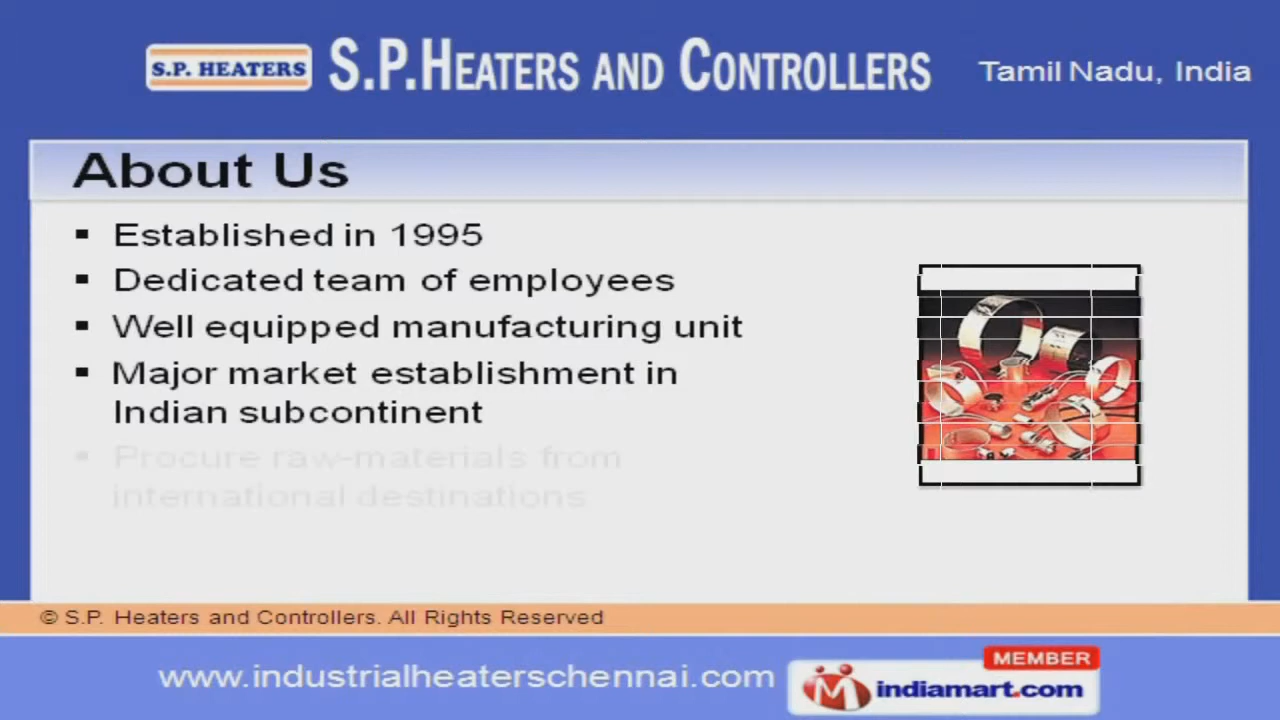 S.P. HEATERS
S.P.HEATERS AND CONTROLLERS
Tamil Nadu, India
About Us
▪ Established in 1995
▪ Dedicated team of employees
▪ Well equipped manufacturing unit
▪ Major market establishment in
Indian subcontinent
▪ Procure raw-materials from
international destinations
© S.P. Heaters and Controllers. All Rights Reserved
www.industrialheaterschennai.com
MEMBER
indiamart.com